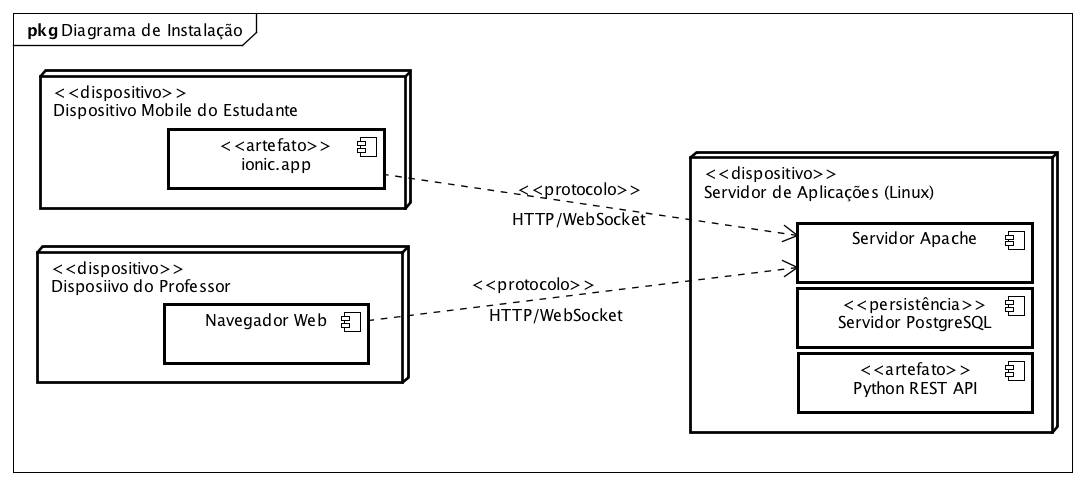 pkg Diagrama de Instalação
<<dispositivo>>
Dispositivo Mobile do Estudante
<<artefato>>
ionic.app
<<protocolo>>
HTTP/WebSocket
<<dispositivo>>
Disposiivo do Professor
Navegador Web
<<protocolo>>
HTTP/WebSocket
<<dispositivo>>
Servidor de Aplicações (Linux)
Servidor Apache
<<persistência>>
Servidor PostgreSQL
<<artefato>>
Python REST API